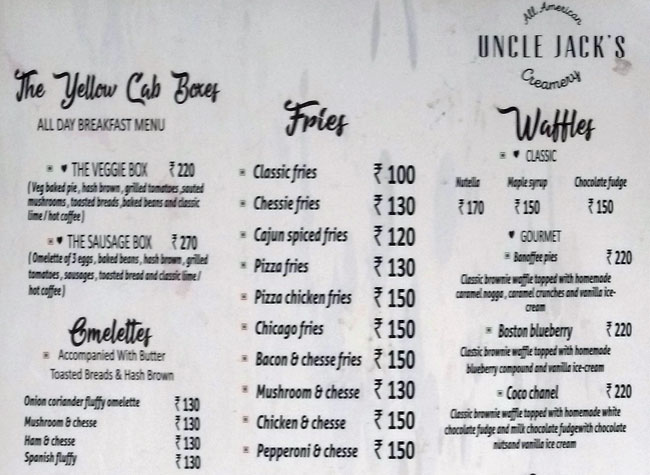 The Yellow Cab Boxes
ALL DAY BREAKFAST MENU
THE VEGGIE BOX ₹ 220
( Veg baked pie , hash brown , grilled tomatoes ,sauted
mushrooms , toasted breads ,baked beans and classic
lime / hot coffee )
THE SAUSAGE BOX ₹ 270
( Omelette of 3 eggs , baked beans , hash brown , grilled
tomatoes , sausages , toasted bread and classic lime /
hot coffee )
Omelettes
Accompanied With Butter
Toasted Breads & Hash Brown
Onion coriander fluffy omelette ₹ 130
Mushroom & chesse ₹ 130
Ham & chesse ₹ 130
Spanish fluffy ₹ 130
Fries
Classic fries ₹ 100
Chessie fries ₹ 130
Cajun spiced fries ₹ 120
Pizza fries ₹ 130
Pizza chicken fries ₹ 150
Chicago fries ₹ 150
Bacon & chesse fries ₹ 150
Mushroom & chesse ₹ 130
Chicken & chesse ₹ 150
Pepperoni & chesse ₹ 150
All American
UNCLE JACK'S
Creamery
Waffles
CLASSIC
Nutella Maple syrup Chocolate fudge
₹ 170 ₹ 150 ₹ 150
GOURMET
Banoffee pies ₹ 220
Classic brownie waffle topped with homemade
caramel nogga , caramel crunches and vanilla ice-
cream
Boston blueberry ₹ 220
Classic brownie waffle topped with homemade
blueberry compound and vanilla ice-cream
Coco chanel ₹ 220
Classic brownie waffle topped with homemade white
chocolate fudge and milk chocolate fudgewith chocolate
nutsand vanilla ice cream